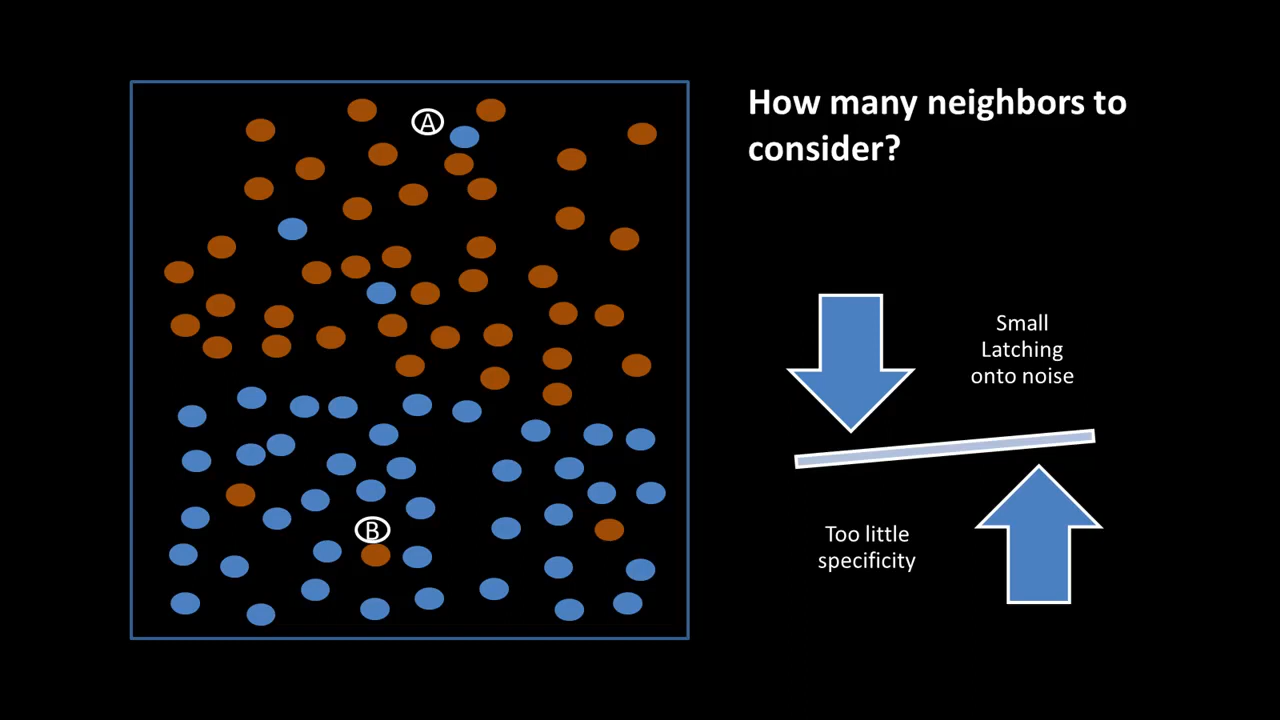 A
B
How many neighbors to
consider?
Small
Latching
onto noise
Too little
specificity